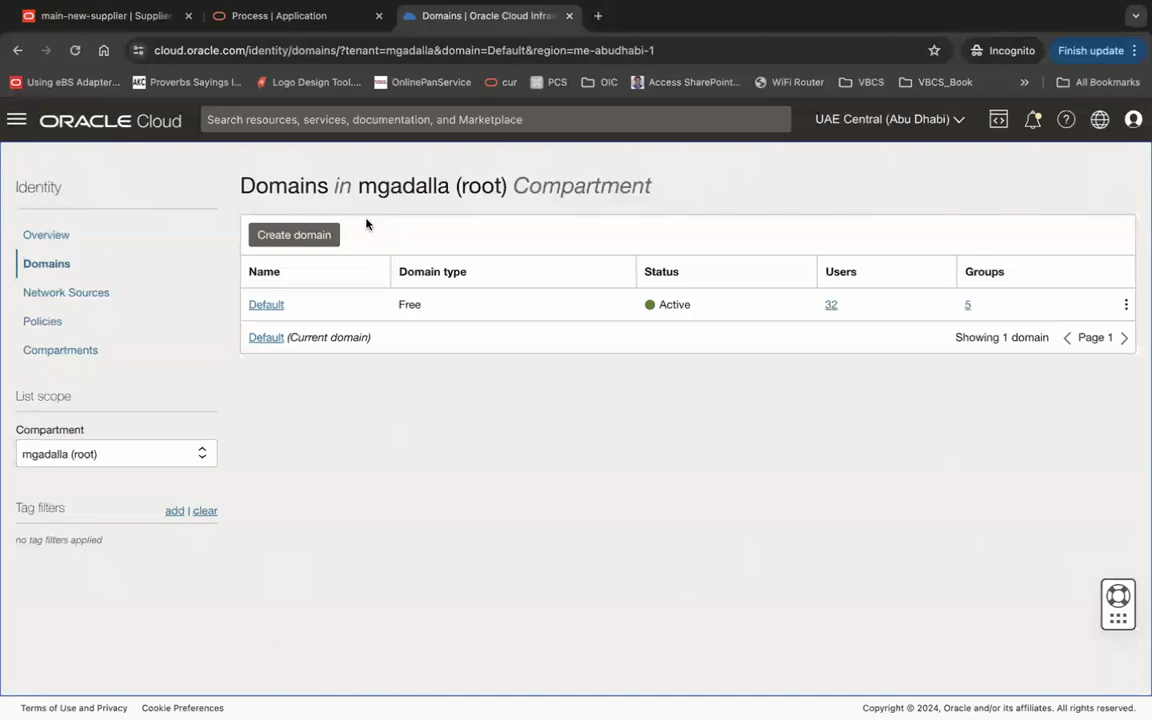 main-new-supplier | Supplier
Process | Application
Domains | Oracle Cloud Infra
cloud.oracle.com/identity/domains/?tenant=mgadalla&domain=Default&region=me-abudhabi-1
Incognito
Finish update
Using eBS Adapter...
Proverbs Sayings I...
Logo Design Tool....
OnlinePanService
cur
PCS
OIC
Access SharePoint...
WiFi Router
VBCS
VBCS_Book
»
All Bookmarks
ORACLE Cloud
Search resources, services, documentation, and Marketplace
UAE Central (Abu Dhabi)
Identity
Overview
Domains
Network Sources
Policies
Compartments
List scope
Compartment
mgadalla (root)
Tag filters
add | clear
no tag filters applied
Domains in mgadalla (root) Compartment
Create domain
Name Domain type Status Users Groups
Default Free Active 32 5
Default (Current domain) Showing 1 domain Page 1
Terms of Use and Privacy Cookie Preferences
Copyright © 2024, Oracle and/or its affiliates. All rights reserved.